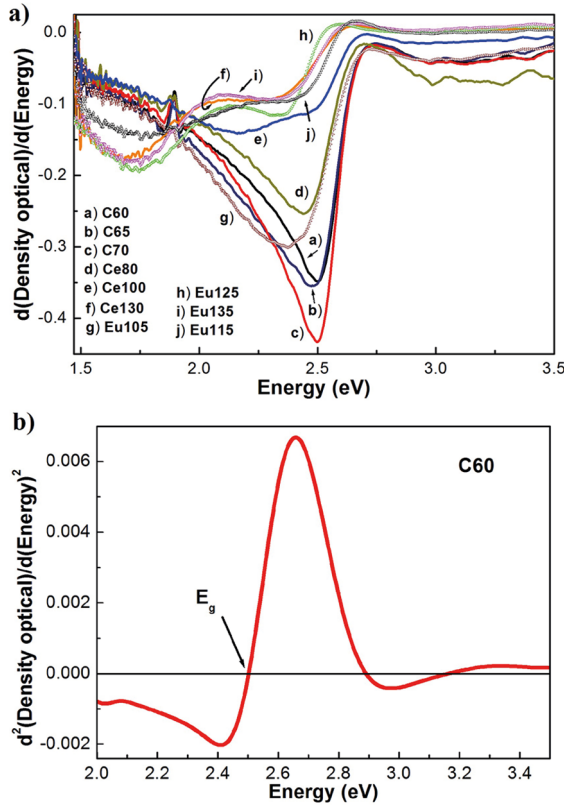 a)
0.0
-0.1
-0.2
-0.3
-0.4
d(Density optical)/d(Energy)
h)
f)
i)
j)
e)
d)
g)
a)
b)
c)
a) C60
b) C65
c) C70
d) Ce80
e) Ce100
f) Ce130
g) Eu105
h) Eu125
i) Eu135
j) Eu115
1.5 2.0 2.5 3.0 3.5
Energy (eV)
b)
C60
0.006
0.004
0.002
0.000
-0.002
d²(Density optical)/d(Energy)²
Eg
2.0 2.2 2.4 2.6 2.8 3.0 3.2 3.4
Energy (eV)